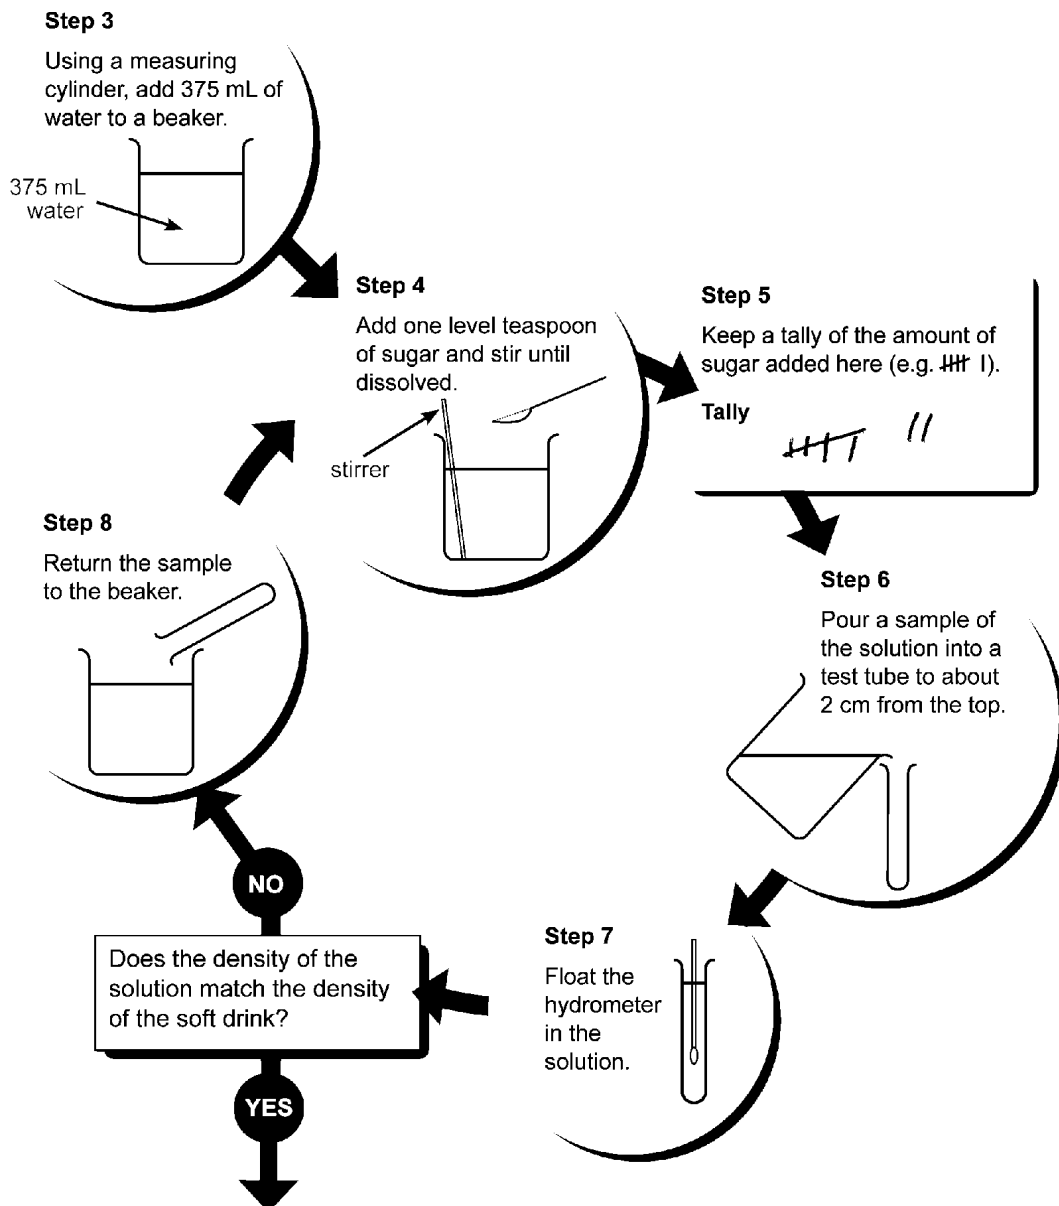 Step 3
Using a measuring
cylinder, add 375 mL of
water to a beaker.
375 mL
water
Step 4
Add one level teaspoon
of sugar and stir until
dissolved.
stirrer
Step 5
Keep a tally of the amount of
sugar added here (e.g. 𝍸 I).
Tally
Step 6
Pour a sample of
the solution into a
test tube to about
2 cm from the top.
Step 7
Float the
hydrometer
in the
solution.
Does the density of the
solution match the density
of the soft drink?
NO
YES
Step 8
Return the sample
to the beaker.